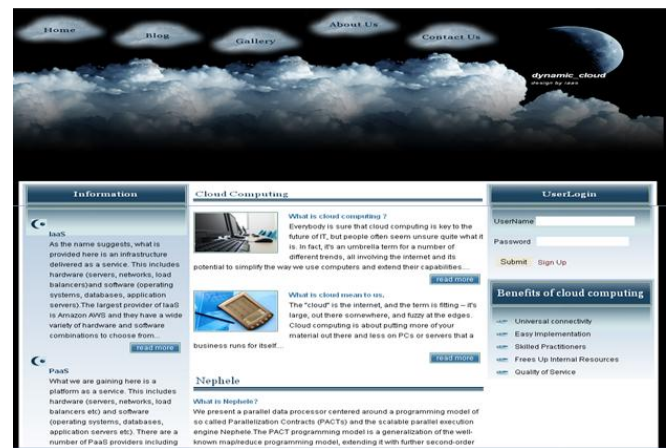 Home
Blog
Gallery
About Us
Contact Us
dynamic_cloud
design by iaas
Information
IaaS
As the name suggests, what is
provided here is an infrastructure
delivered as a service. This includes
hardware (servers, networks, load
balancers)and software (operating
systems, databases, application
servers).The largest provider of IaaS
is Amazon AWS and they have a wide
variety of hardware and software
combinations to choose from...
read more
PaaS
What we are gaining here is a
platform as a service. This includes
hardware (servers, networks, load
balancers etc) and software
(operating systems, databases,
application servers etc). There are a
number of PaaS providers including
Cloud Computing
What is cloud computing ?
Everybody is sure that cloud computing is key to the
future of IT, but people often seem unsure quite what it
is. In fact, it's an umbrella term for a number of
different trends, all involving the internet and its
potential to simplify the way we use computers and extend their capabilities....
read more
What is cloud mean to us,
The "cloud" is the internet, and the term is fitting – it's
large, out there somewhere, and fuzzy at the edges.
Cloud computing is about putting more of your
material out there and less on PCs or servers that a
business runs for itself...
read more
Nephele
What is Nephele?
We present a parallel data processor centered around a programming model of
so called Parallelization Contracts (PACTs) and the scalable parallel execution
engine Nephele The PACT programming model is a generalization of the well-
known map/reduce programming model, extending it with further second-order
UserLogin
UserName
Password
Submit Sign Up
Benefits of cloud computing
Universal connectivity
Easy Implementation
Skilled Practitioners
Frees Up Internal Resources
Quality of Service